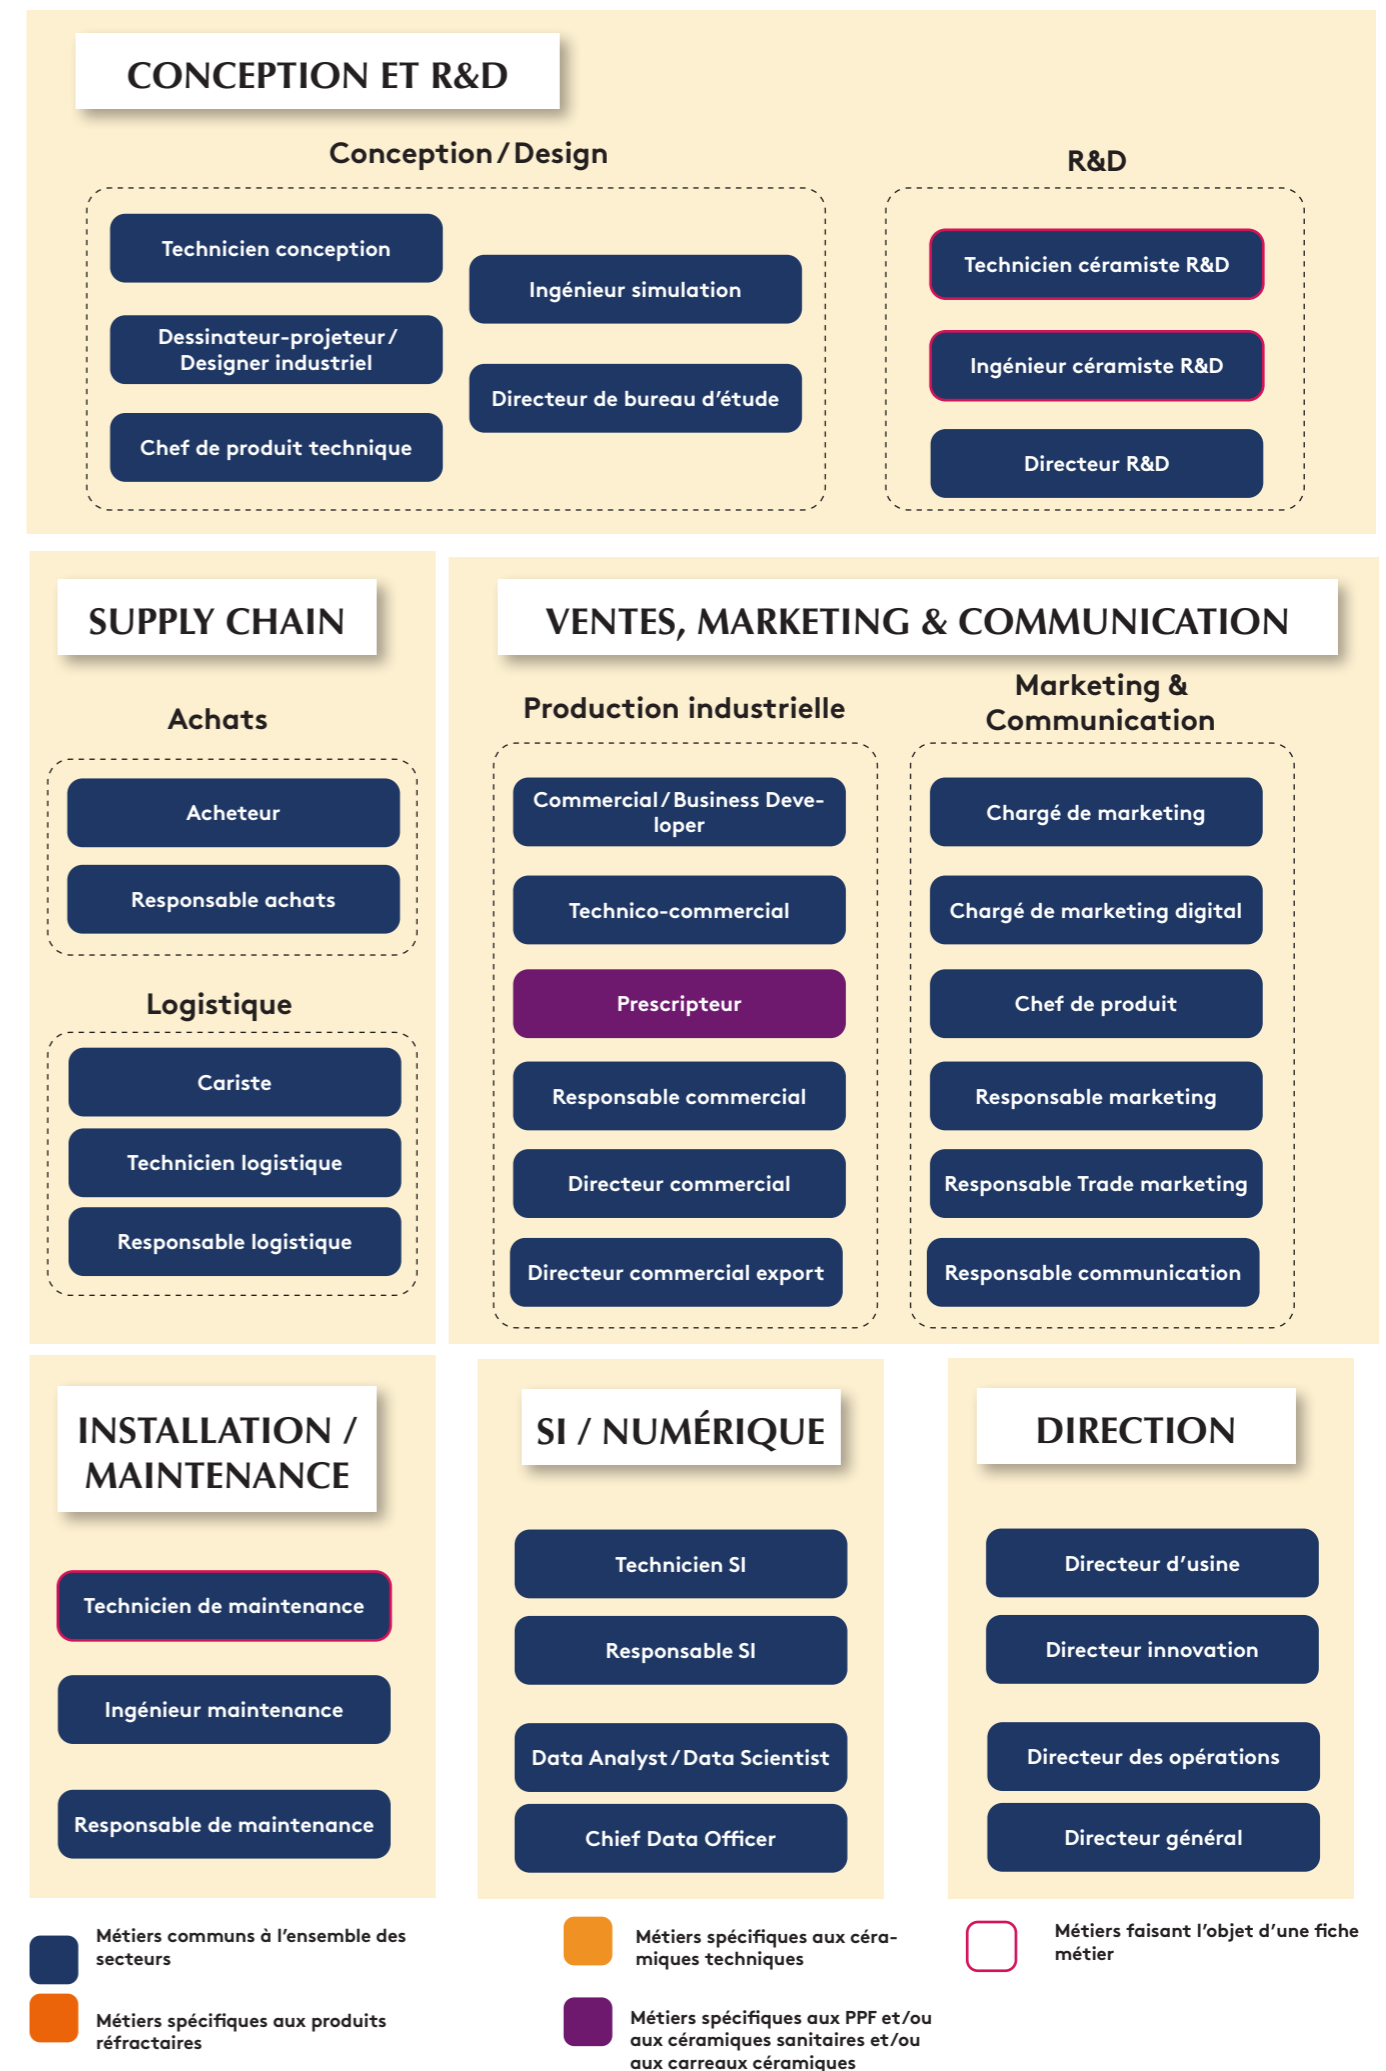 CONCEPTION ET R&D
Conception / Design
Technicien conception
Dessinateur-projeteur /
Designer industriel
Chef de produit technique
Ingénieur simulation
Directeur de bureau d’étude
R&D
Technicien céramiste R&D
Ingénieur céramiste R&D
Directeur R&D
SUPPLY CHAIN
Achats
Acheteur
Responsable achats
Logistique
Cariste
Technicien logistique
Responsable logistique
VENTES, MARKETING & COMMUNICATION
Production industrielle
Commercial / Business Deve-
loper
Technico-commercial
Prescripteur
Responsable commercial
Directeur commercial
Directeur commercial export
Marketing &
Communication
Chargé de marketing
Chargé de marketing digital
Chef de produit
Responsable marketing
Responsable Trade marketing
Responsable communication
INSTALLATION /
MAINTENANCE
Technicien de maintenance
Ingénieur maintenance
Responsable de maintenance
SI / NUMÉRIQUE
Technicien SI
Responsable SI
Data Analyst / Data Scientist
Chief Data Officer
DIRECTION
Directeur d’usine
Directeur innovation
Directeur des opérations
Directeur général
Métiers communs à l’ensemble des
secteurs
Métiers spécifiques aux produits
réfractaires
Métiers spécifiques aux céra-
miques techniques
Métiers spécifiques aux PPF et/ou
aux céramiques sanitaires et/ou
aux carreaux céramiques
Métiers faisant l’objet d’une fiche
métier